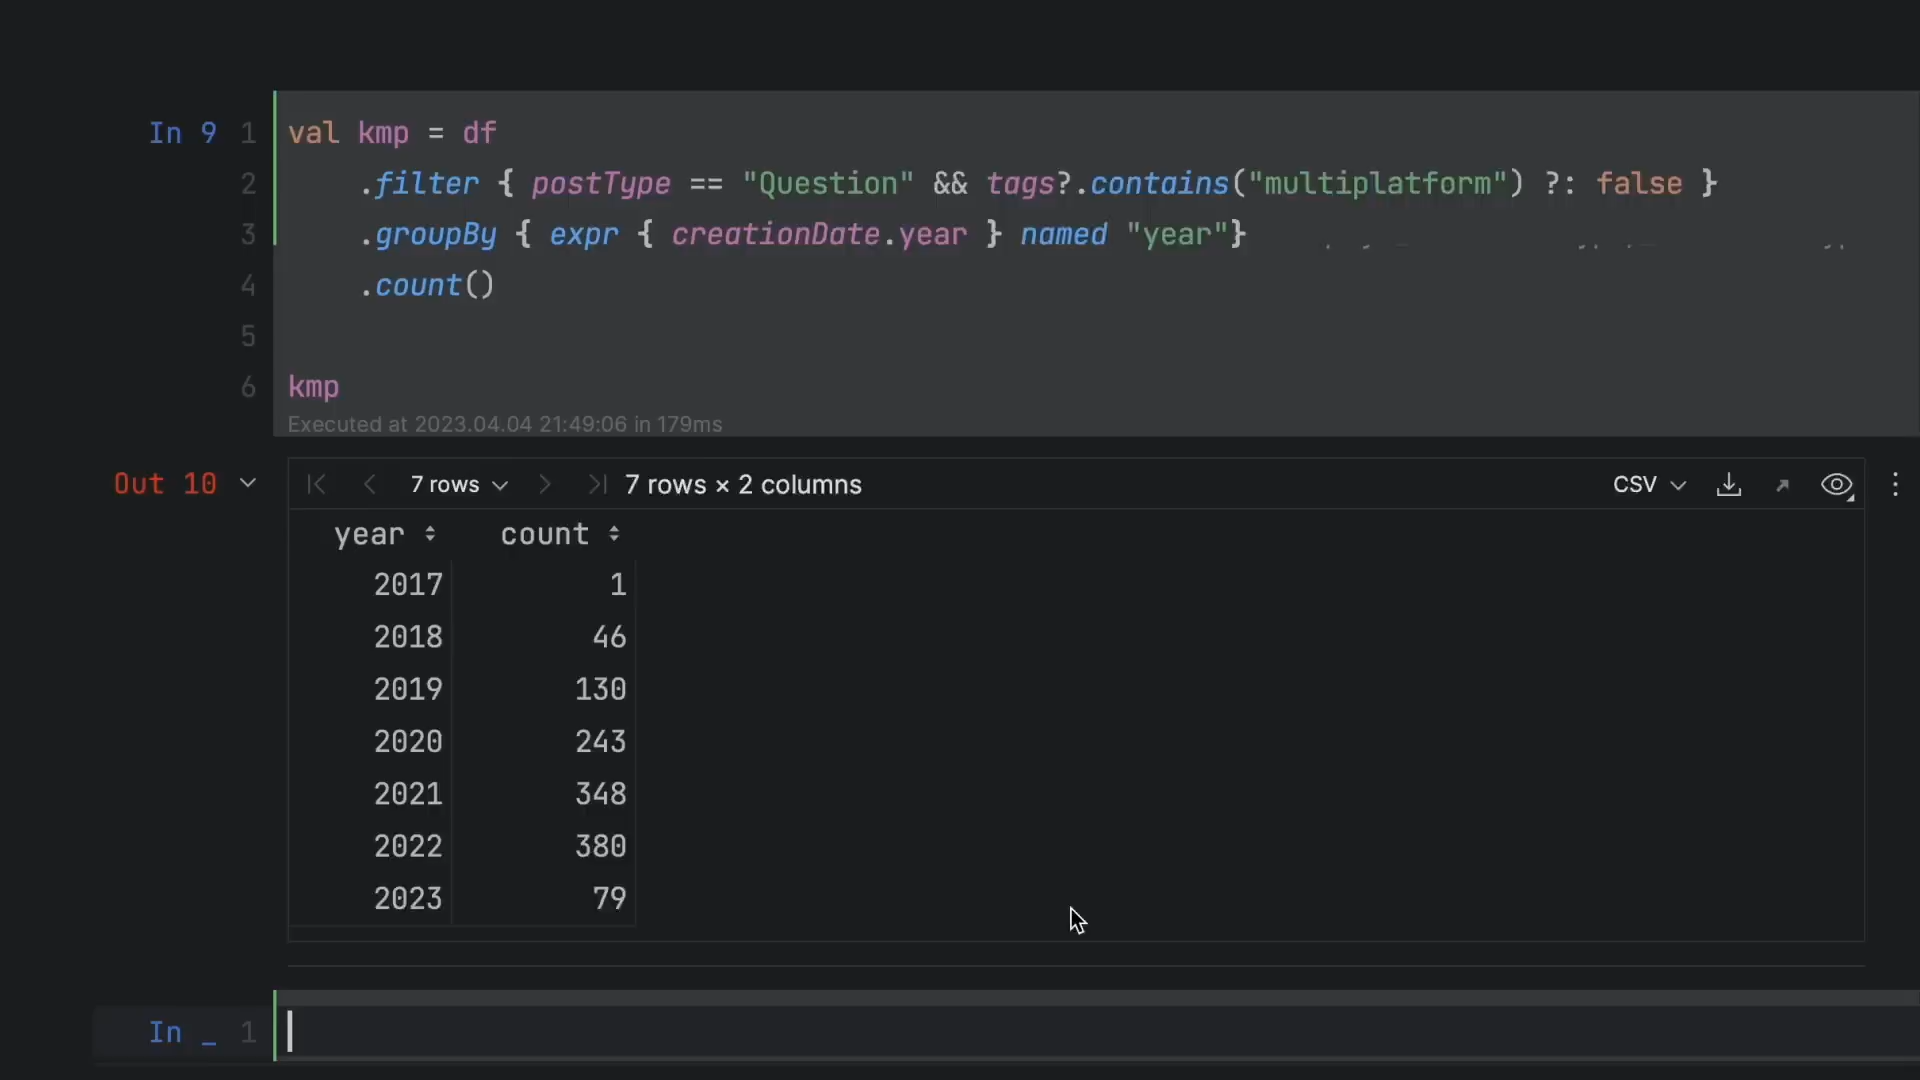 In 9 1 val kmp = df
2 .filter { postType == "Question" && tags?.contains("multiplatform") ?: false }
3 .groupBy { expr { creationDate.year } named "year"}
4 .count()
5
6 kmp
Executed at 2023.04.04 21:49:06 in 179ms
Out 10 7 rows 7 rows × 2 columns CSV
year count
2017 1
2018 46
2019 130
2020 243
2021 348
2022 380
2023 79
In _ 1